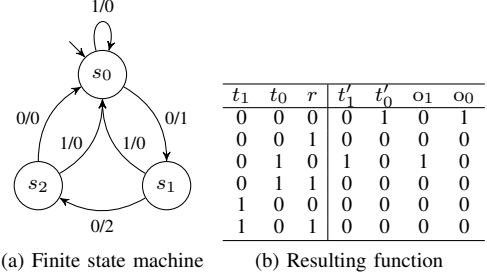 1/0
s₀
0/0
0/1
1/0
1/0
s₂
s₁
0/2
(a) Finite state machine
t₁ t₀ r t′₁ t′₀ o₁ o₀
0 0 0 0 1 0 1
0 0 1 0 0 0 0
0 1 0 1 0 1 0
0 1 1 0 0 0 0
1 0 0 0 0 0 0
1 0 1 0 0 0 0
(b) Resulting function